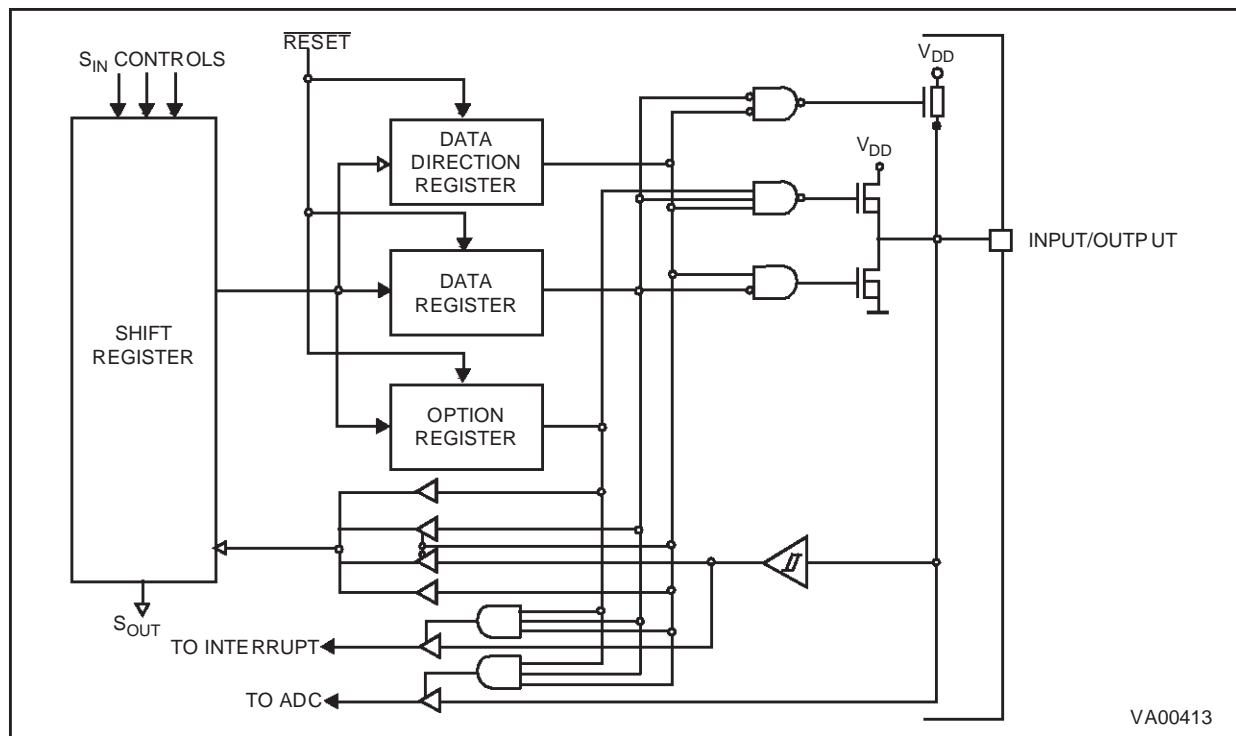 RESET
S_IN CONTROLS
V_DD
DATA
DIRECTION
REGISTER
V_DD
INPUT/OUTPUT
DATA
REGISTER
SHIFT
REGISTER
OPTION
REGISTER
S_OUT
TO INTERRUPT
TO ADC
VA00413